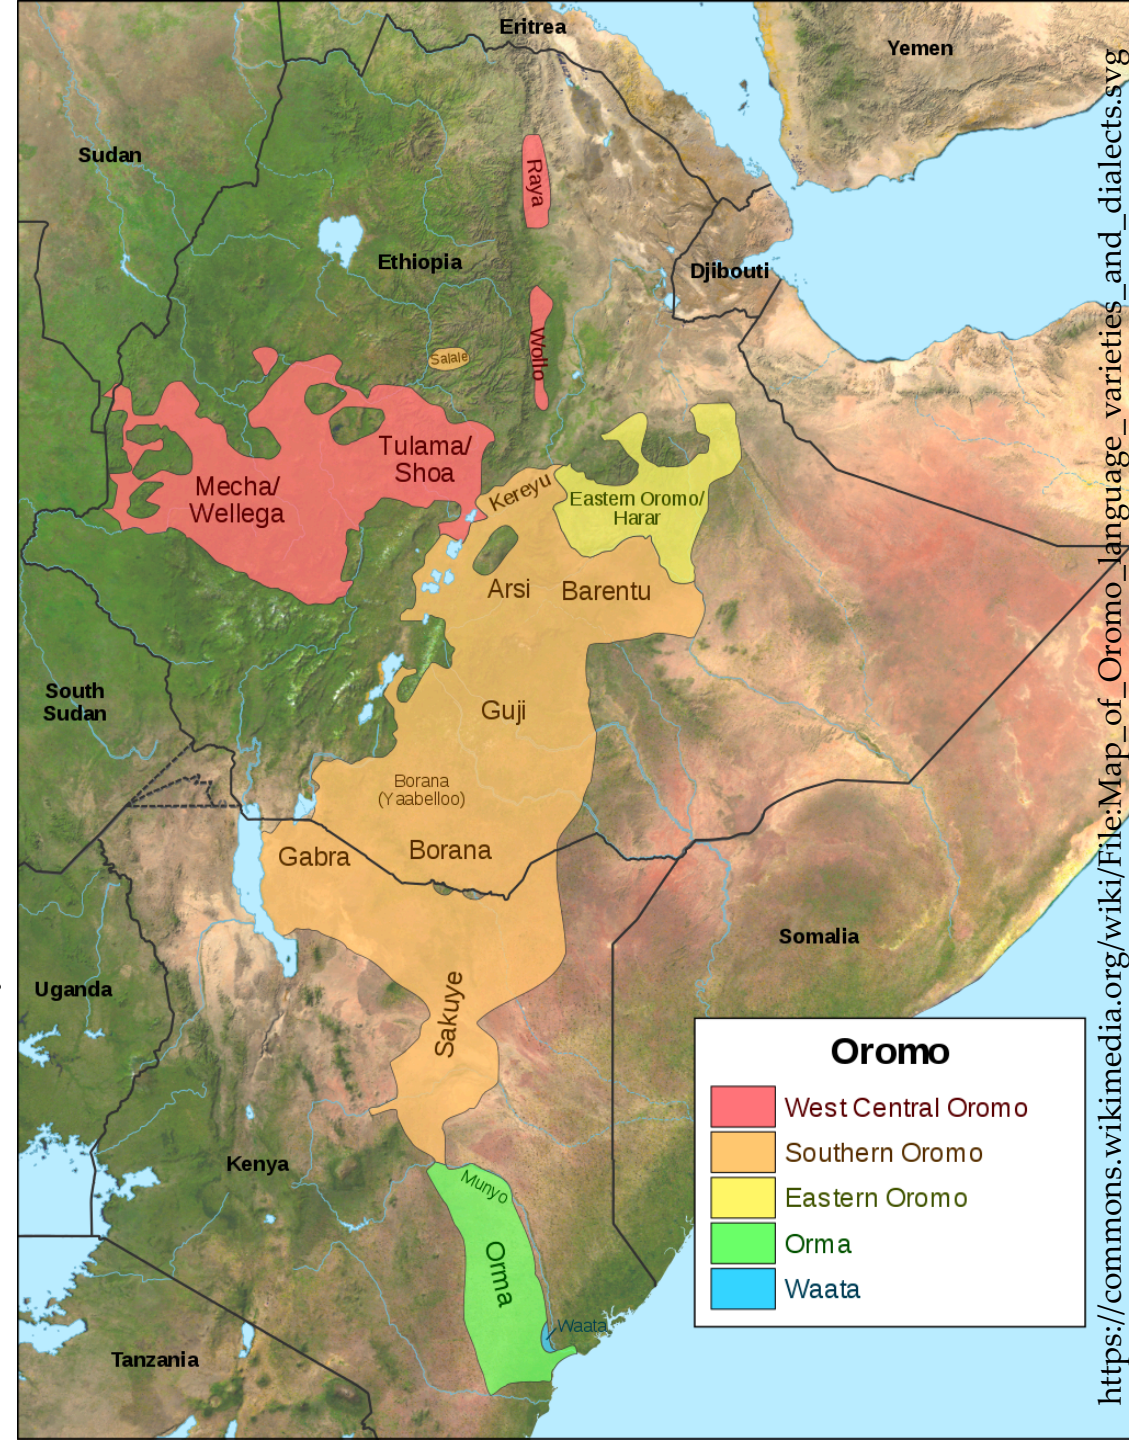 Eritrea
Yemen
Sudan
Raya
Ethiopia
Djibouti
Salale
Wollo
Tulama/
Shoa
Mecha/
Wellega
Kereyu
Eastern Oromo/
Harar
Arsi
Barentu
South
Sudan
Guji
Borana
(Yaabelloo)
Gabra
Borana
Somalia
Uganda
Sakuye
Kenya
Munyo
Orma
Waata
Tanzania
Oromo
West Central Oromo
Southern Oromo
Eastern Oromo
Orma
Waata
https://commons.wikimedia.org/wiki/File:Map_of_Oromo_language_varieties_and_dialects.svg